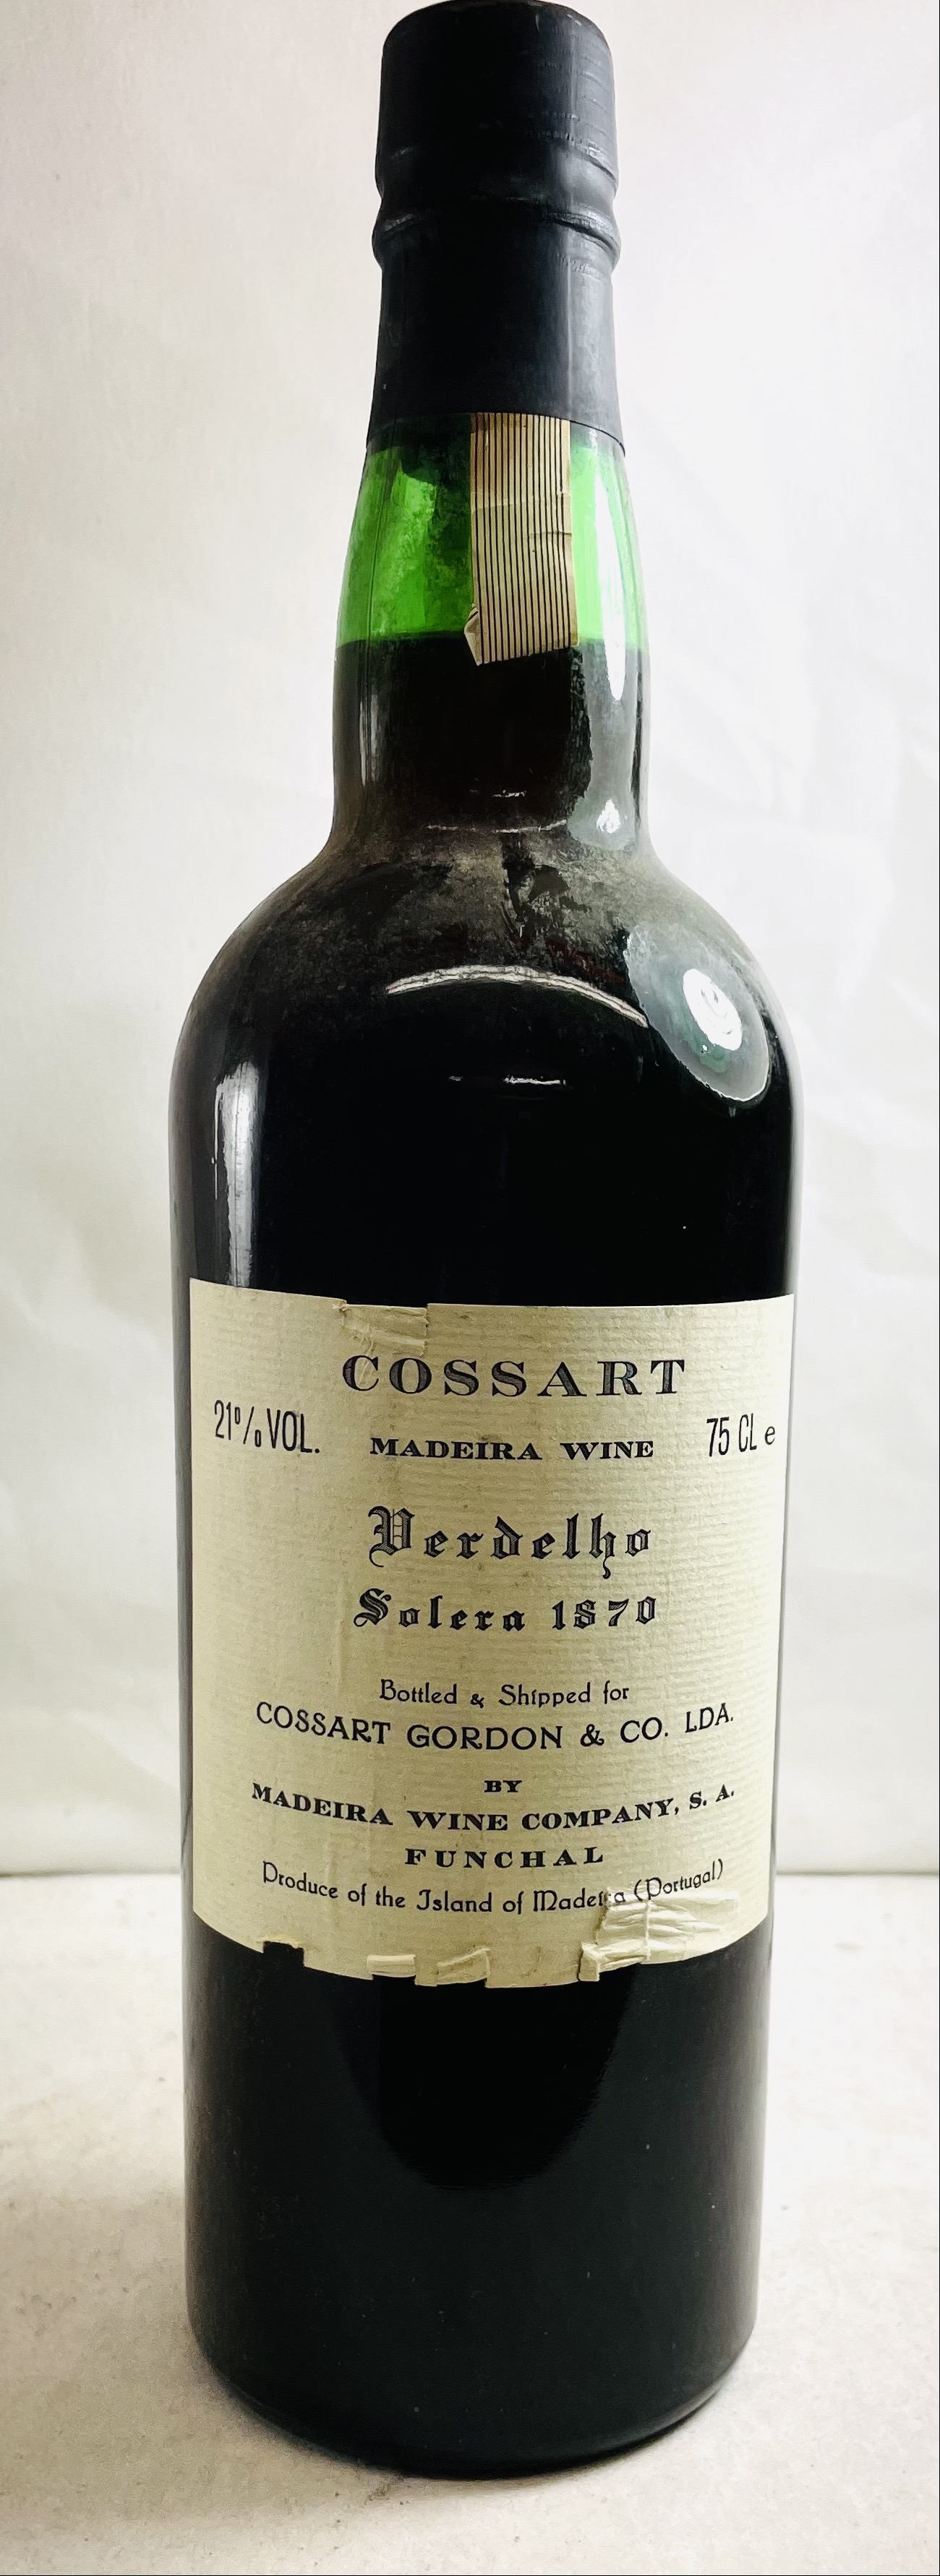 COSSART
21% VOL.
MADEIRA WINE
75 CL e
Verdelho
Solera 1870
Bottled & Shipped for
COSSART GORDON & CO. LDA.
BY
MADEIRA WINE COMPANY, S. A.
FUNCHAL
Produce of the Island of Madeira (Portugal)